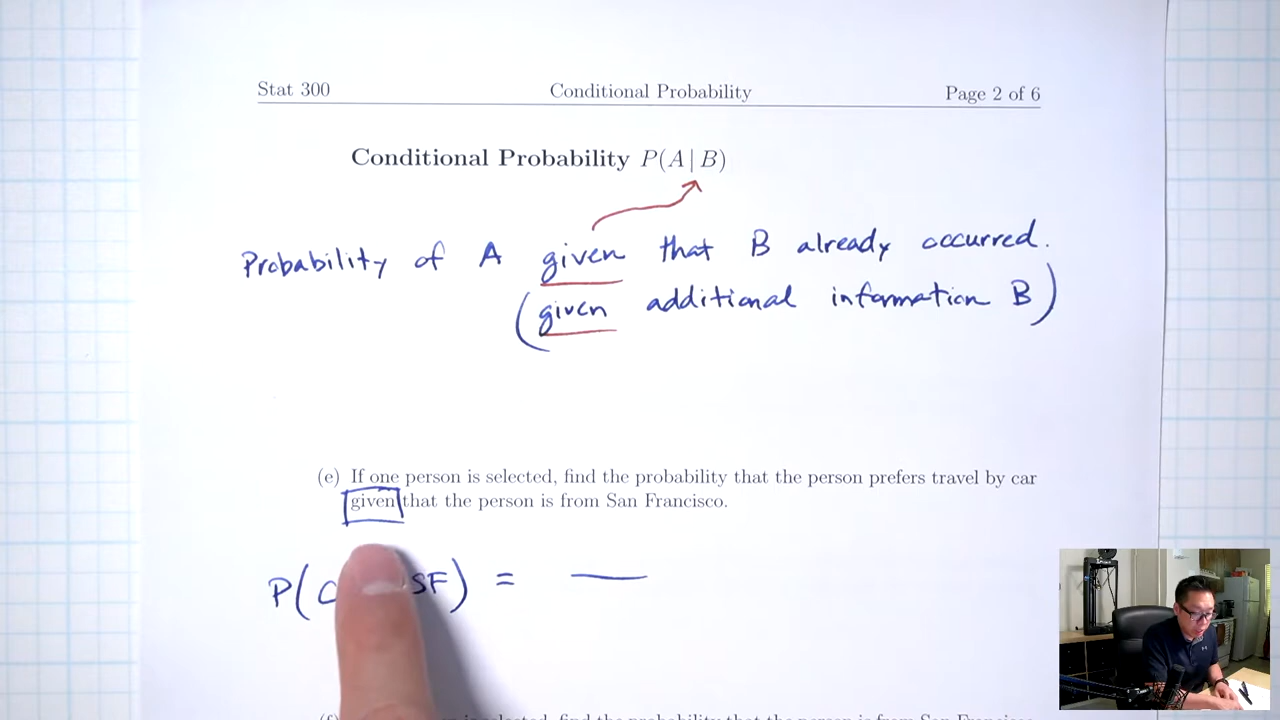 Stat 300 Conditional Probability Page 2 of 6
Conditional Probability P(A | B)
Probability of A given that B already occurred.
(given additional information B)
(e) If one person is selected, find the probability that the person prefers travel by car
given that the person is from San Francisco.
P(C SF) =